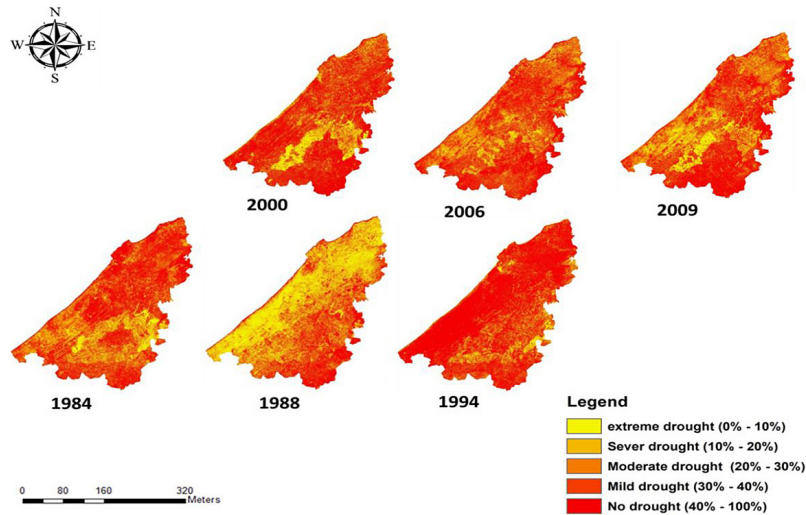 N
W E
S
2000
2006
2009
1984
1988
1994
Legend
extreme drought (0% - 10%)
Sever drought (10% - 20%)
Moderate drought (20% - 30%)
Mild drought (30% - 40%)
No drought (40% - 100%)
0 80 160 320
Meters